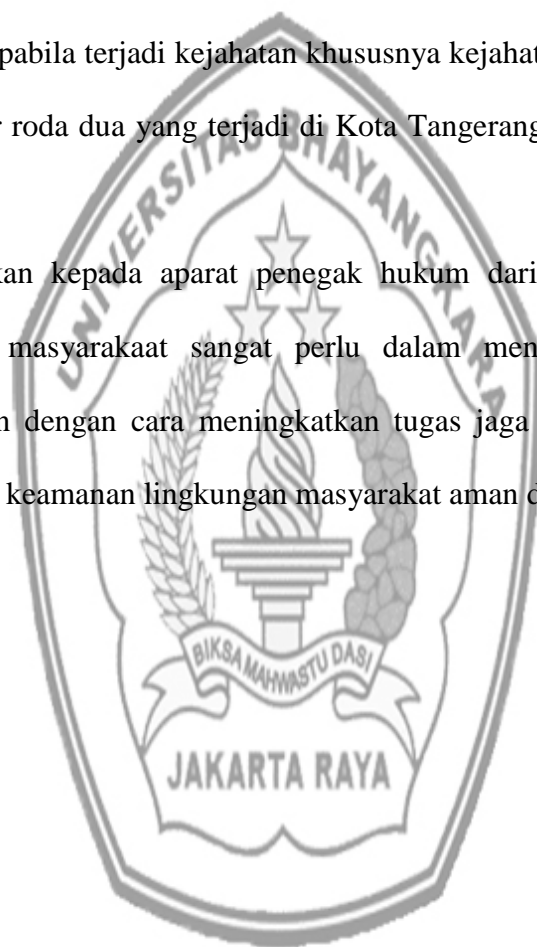 pabila terjadi kejahatan khususnya kejahat
r roda dua yang terjadi di Kota Tangerang
UNIVERSITAS BHAYANGKARA
kan kepada aparat penegak hukum dari
masyarakaat sangat perlu dalam men
n dengan cara meningkatkan tugas jaga
keamanan lingkungan masyarakat aman d
BIKSA MAHWASTU DASI
JAKARTA RAYA